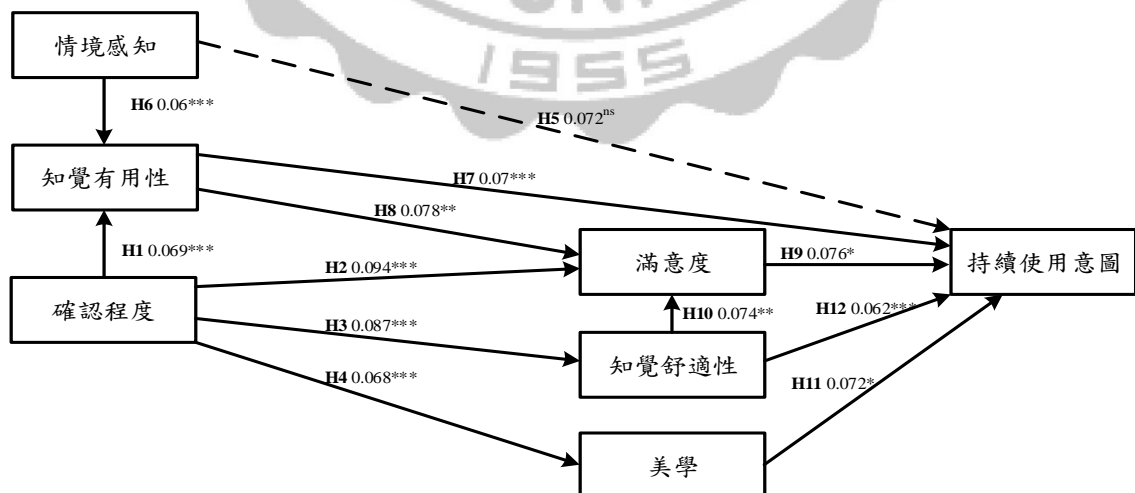 情境感知
1955
H6 0.06***
H5 0.072ns
知覺有用性
H7 0.07***
H8 0.078**
H1 0.069***
滿意度
H9 0.076*
持續使用意圖
H2 0.094***
確認程度
H3 0.087***
H10 0.074**
H12 0.062***
知覺舒適性
H4 0.068***
H11 0.072*
美學